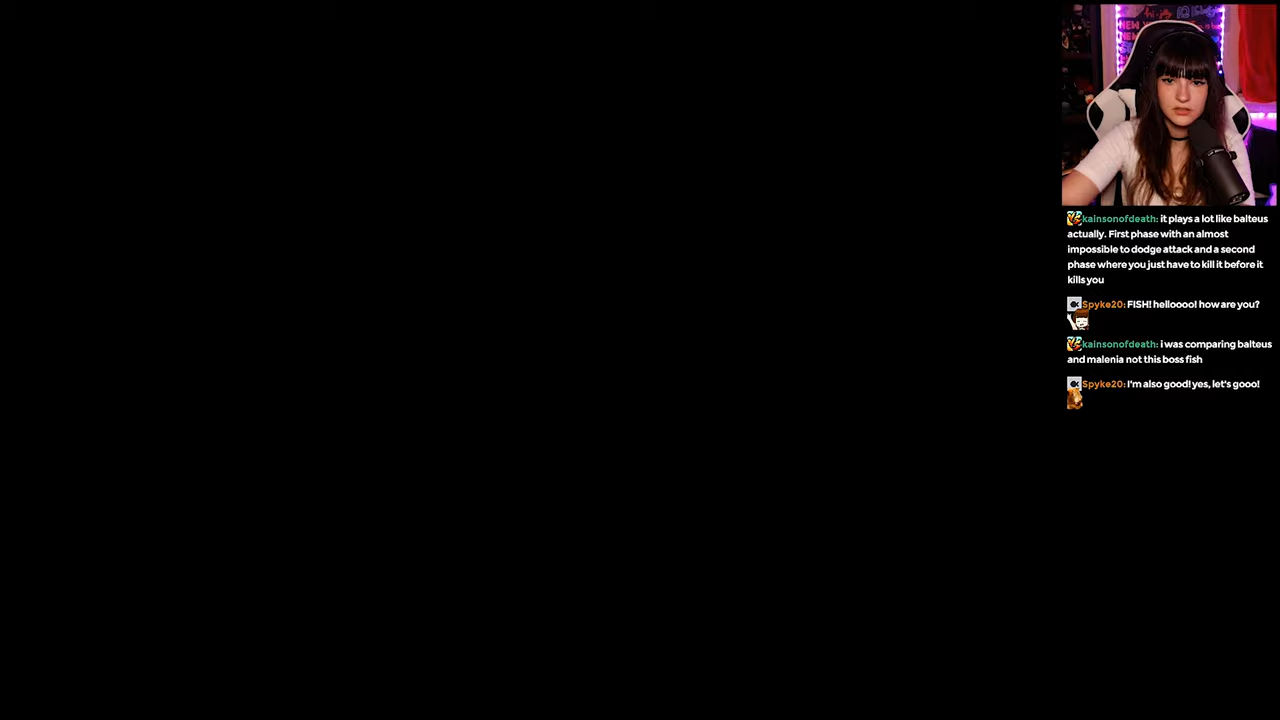 kainsonofdeath: it plays a lot like balteus
actually. First phase with an almost
impossible to dodge attack and a second
phase where you just have to kill it before it
kills you
Spyke20: FISH! helloooo! how are you?
kainsonofdeath: i was comparing balteus
and malenia not this boss fish
Spyke20: I'm also good! yes, let's gooo!